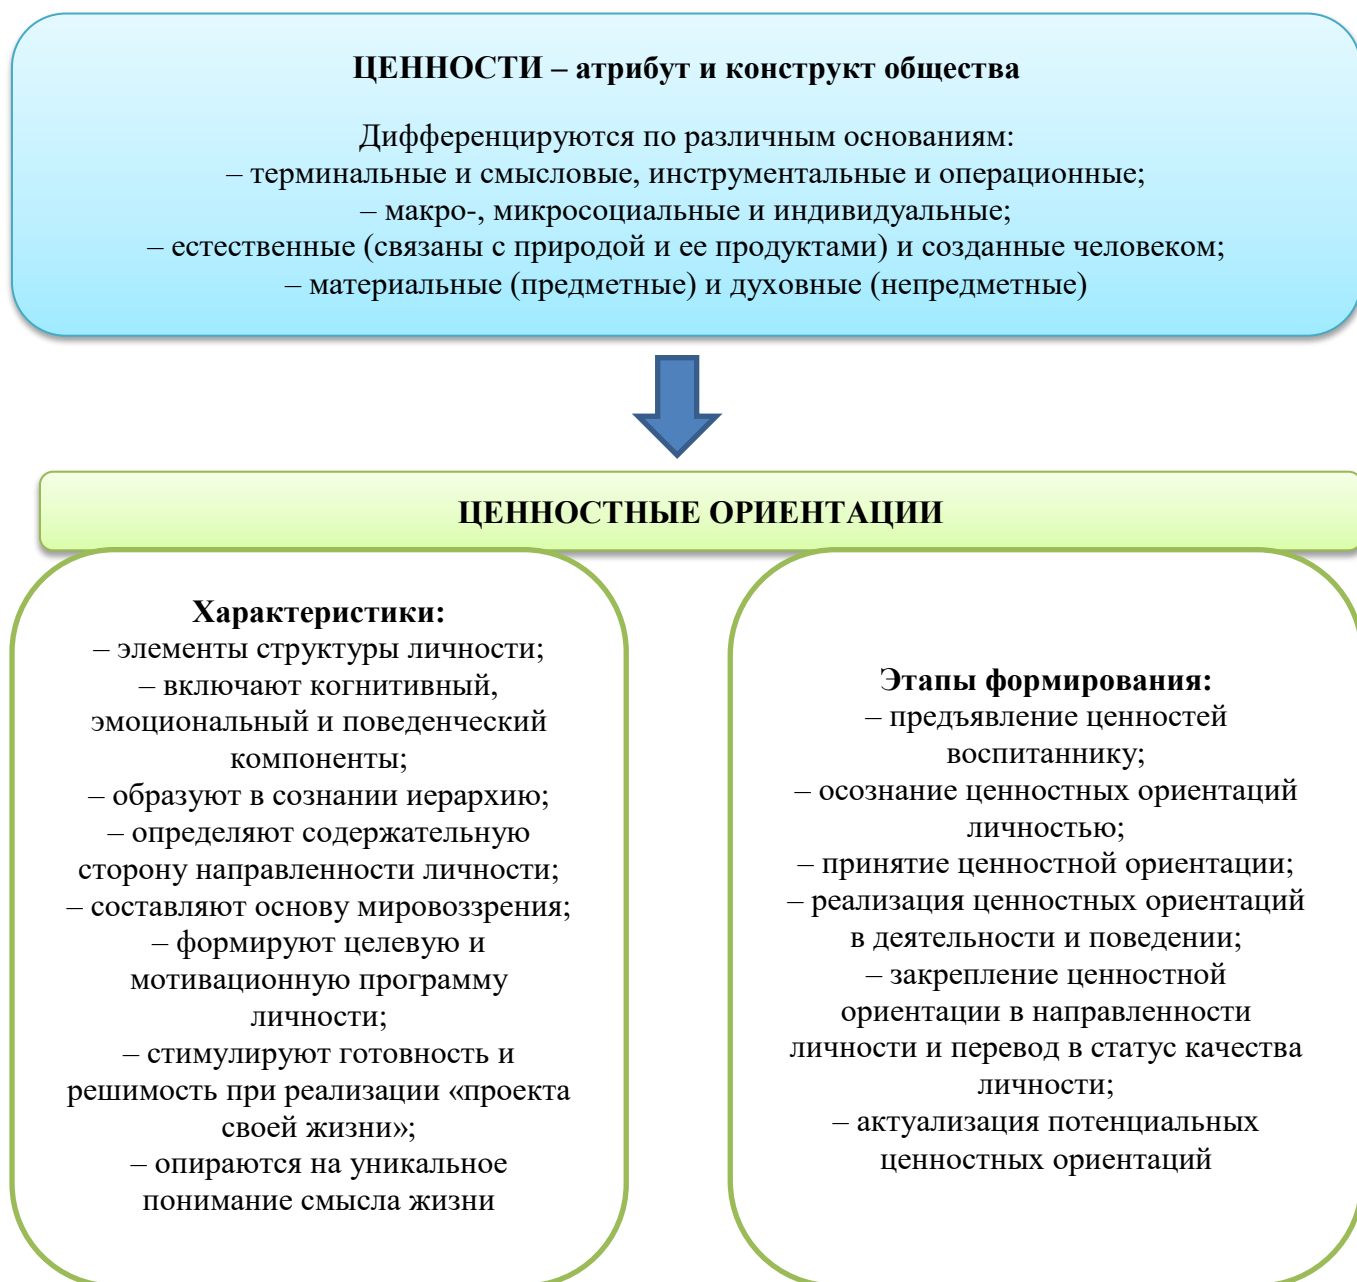 ЦЕННОСТИ – атрибут и конструкт общества
Дифференцируются по различным основаниям:
– терминальные и смысловые, инструментальные и операционные;
– макро-, микросоциальные и индивидуальные;
– естественные (связаны с природой и ее продуктами) и созданные человеком;
– материальные (предметные) и духовные (непредметные)
ЦЕННОСТНЫЕ ОРИЕНТАЦИИ
Характеристики:
– элементы структуры личности;
– включают когнитивный,
эмоциональный и поведенческий
компоненты;
– образуют в сознании иерархию;
– определяют содержательную
сторону направленности личности;
– составляют основу мировоззрения;
– формируют целевую и
мотивационную программу
личности;
– стимулируют готовность и
решимость при реализации «проекта
своей жизни»;
– опираются на уникальное
понимание смысла жизни
Этапы формирования:
– предъявление ценностей
воспитаннику;
– осознание ценностных ориентаций
личностью;
– принятие ценностной ориентации;
– реализация ценностных ориентаций
в деятельности и поведении;
– закрепление ценностной
ориентации в направленности
личности и перевод в статус качества
личности;
– актуализация потенциальных
ценностных ориентаций